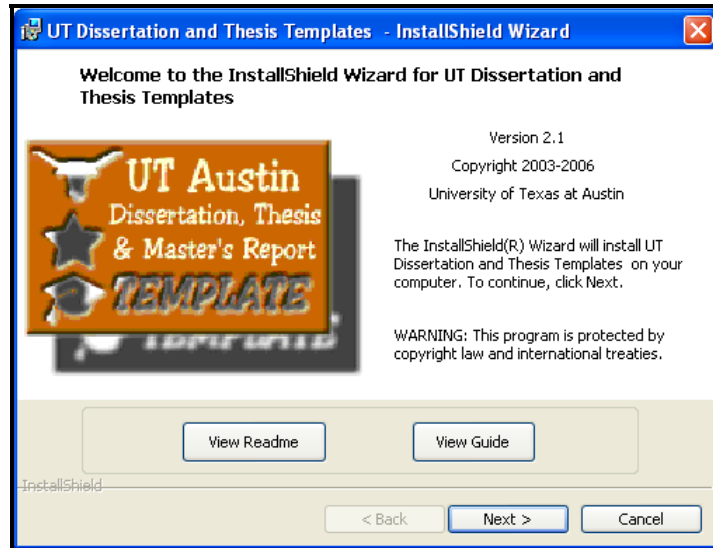 UT Dissertation and Thesis Templates - InstallShield Wizard
Welcome to the InstallShield Wizard for UT Dissertation and
Thesis Templates
UT Austin
Dissertation, Thesis
& Master's Report
TEMPLATE
TEMPLATE
Version 2.1
Copyright 2003-2006
University of Texas at Austin
The InstallShield(R) Wizard will install UT
Dissertation and Thesis Templates on your
computer. To continue, click Next.
WARNING: This program is protected by
copyright law and international treaties.
View Readme
View Guide
InstallShield
< Back
Next >
Cancel